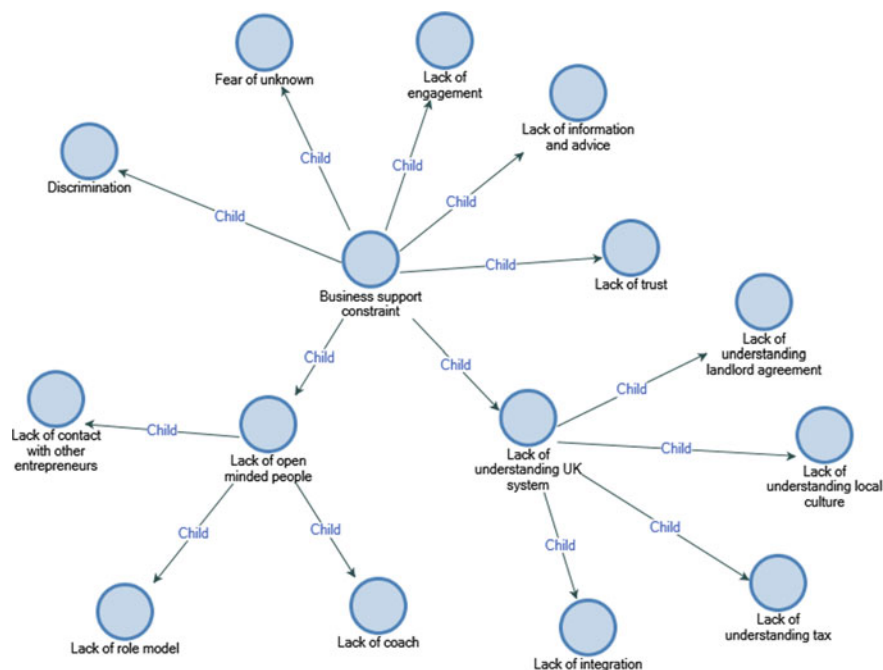 Fear of unknown
Lack of
engagement
Lack of information
and advice
Discrimination
Child
Child
Child
Child
Child
Child
Child
Business support
constraint
Lack of trust
Lack of
understanding
landlord agreement
Lack of contact
with other
entrepreneurs
Child
Child
Child
Lack of open
minded people
Lack of role model
Lack of coach
Lack of
understanding UK
system
Child
Child
Child
Child
Lack of
understanding local
culture
Lack of
understanding tax
Lack of integration